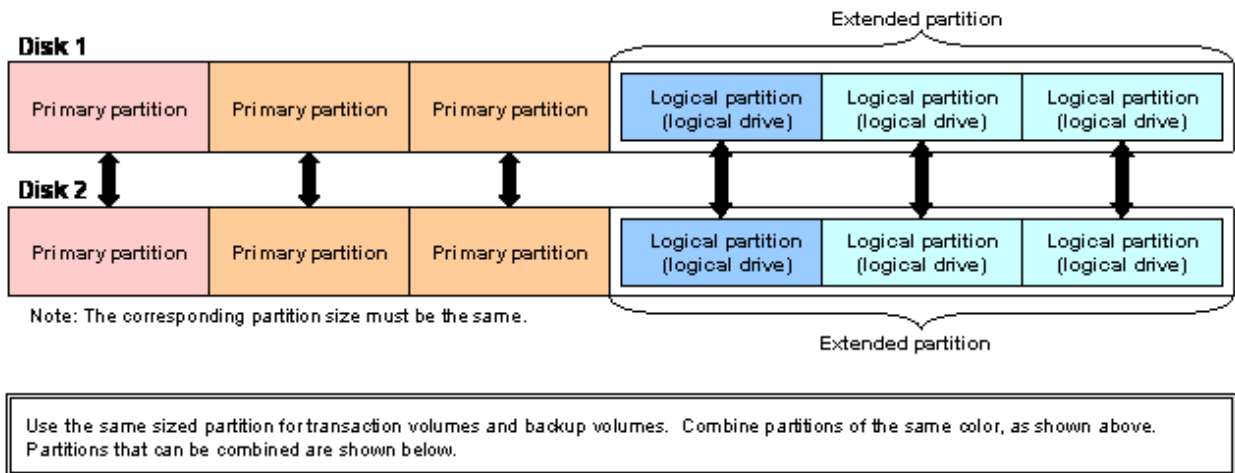 Extended partition
Disk 1
Primary partition
Primary partition
Primary partition
Logical partition
(logical drive)
Logical partition
(logical drive)
Logical partition
(logical drive)
Disk 2
Primary partition
Primary partition
Primary partition
Logical partition
(logical drive)
Logical partition
(logical drive)
Logical partition
(logical drive)
Note: The corresponding partition size must be the same.
Extended partition
Use the same sized partition for transaction volumes and backup volumes. Combine partitions of the same color, as shown above.
Partitions that can be combined are shown below.